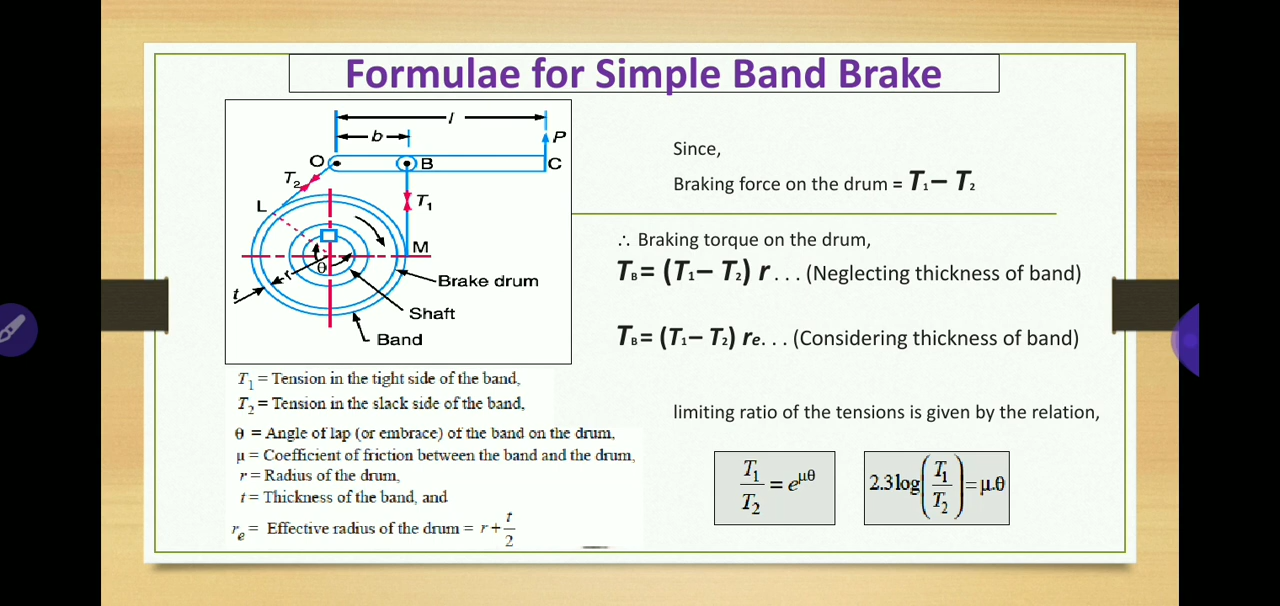 Formulae for Simple Band Brake
l
b
P
O
B
C
T₂
T₁
L
M
θ
r
t
Brake drum
Shaft
Band
T₁ = Tension in the tight side of the band,
T₂ = Tension in the slack side of the band,
θ = Angle of lap (or embrace) of the band on the drum,
μ = Coefficient of friction between the band and the drum,
r = Radius of the drum,
t = Thickness of the band, and
rₑ = Effective radius of the drum = r + t/2
Since,
Braking force on the drum = T₁– T₂
∴ Braking torque on the drum,
T_B = (T₁– T₂) r . . . (Neglecting thickness of band)
T_B = (T₁– T₂) re. . . (Considering thickness of band)
limiting ratio of the tensions is given by the relation,
T₁/T₂ = e^μθ
2.3 log(T₁/T₂) = μ.θ